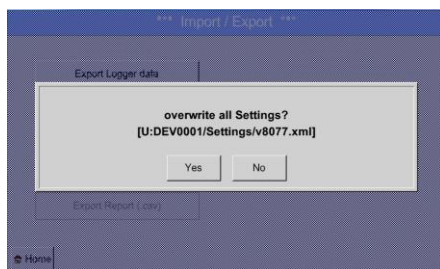 *** Import / Export ***
Export Logger data
overwrite all Settings?
[U:DEV0001/Settings/v8077.xml]
Yes
No
Export Report (.csv)
Home